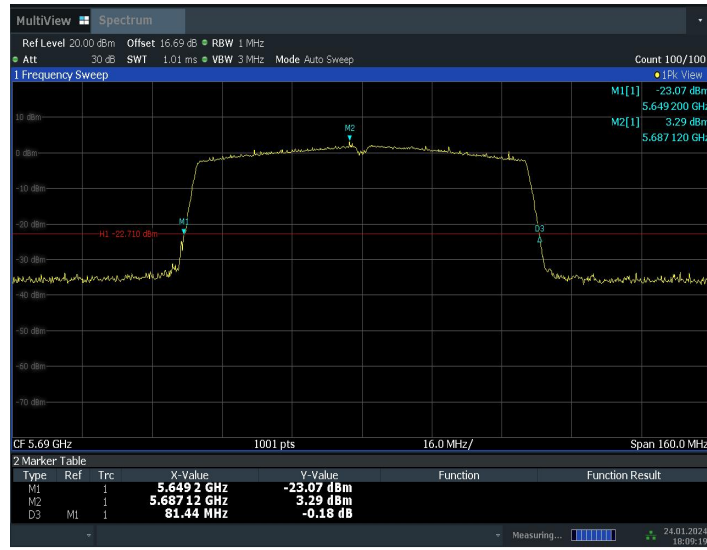 MultiView Spectrum
Ref Level 20.00 dBm Offset 16.69 dB RBW 1 MHz
Att 30 dB SWT 1.01 ms VBW 3 MHz Mode Auto Sweep Count 100/100
1 Frequency Sweep 1Pk View
M1[1] -23.07 dBm
5.649 200 GHz
M2[1] 3.29 dBm
5.687 120 GHz
10 dBm
M2
0 dBm
-10 dBm
-20 dBm
M1
H1 -22.710 dBm
D3
-30 dBm
-40 dBm
-50 dBm
-60 dBm
-70 dBm
CF 5.69 GHz 1001 pts 16.0 MHz/ Span 160.0 MHz
2 Marker Table
Type Ref Trc X-Value Y-Value Function Function Result
M1 1 5.649 2 GHz -23.07 dBm
M2 1 5.687 12 GHz 3.29 dBm
D3 M1 1 81.44 MHz -0.18 dB
Measuring... 24.01.2024
18:09:19